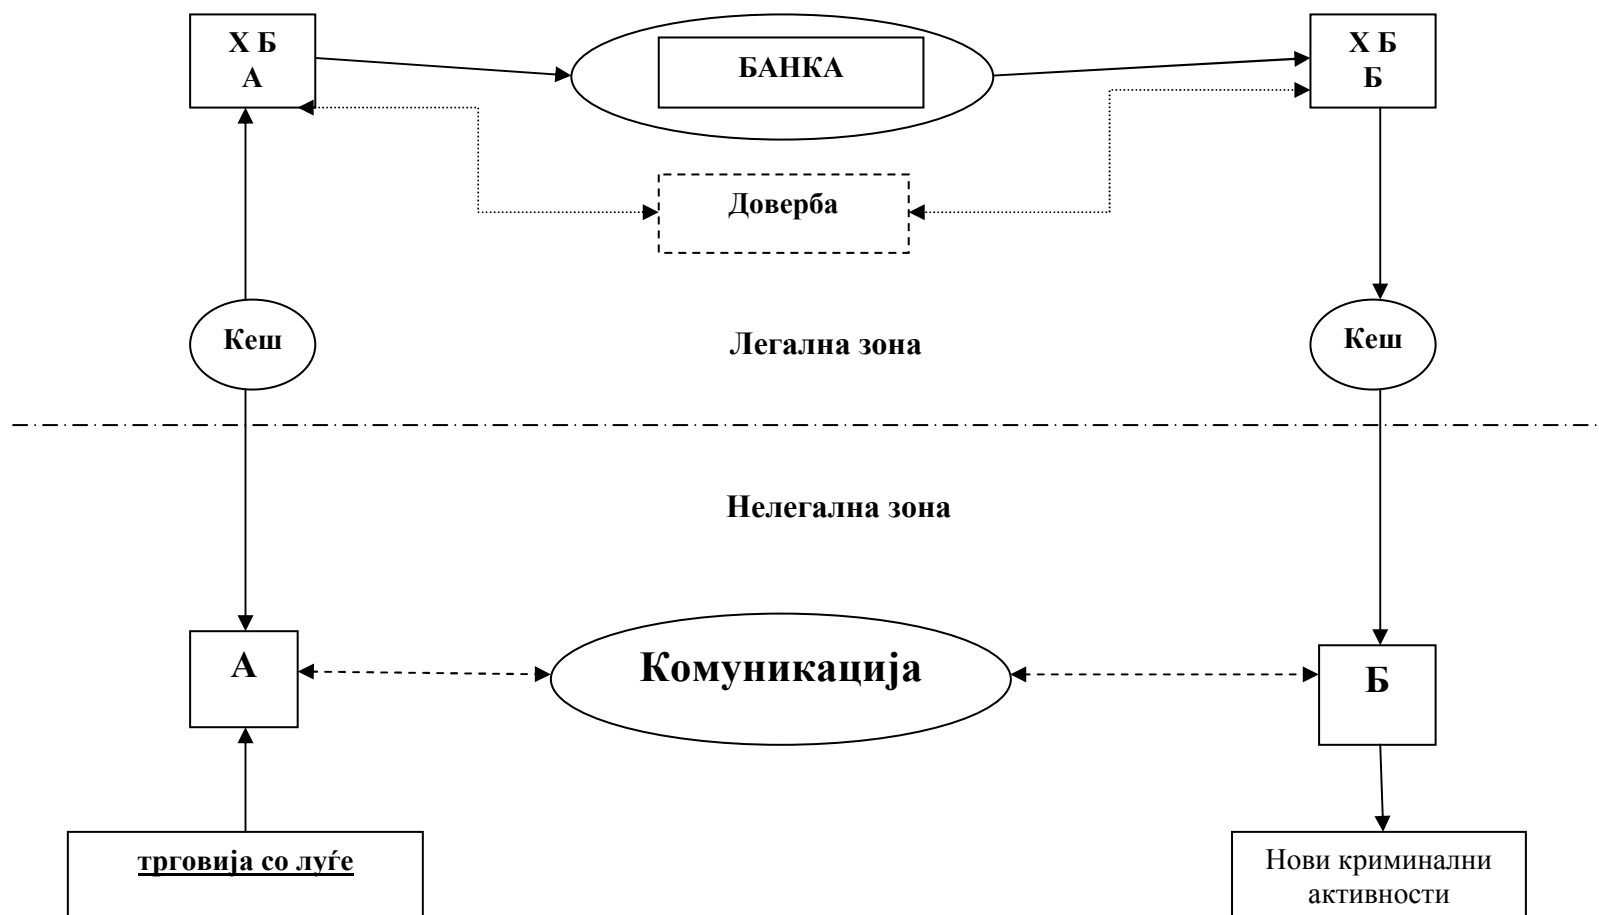 Х Б
А
БАНКА
Х Б
Б
Доверба
Кеш
Легална зона
Кеш
Нелегална зона
А
Комуникација
Б
трговија со луѓе
Нови криминални
активности